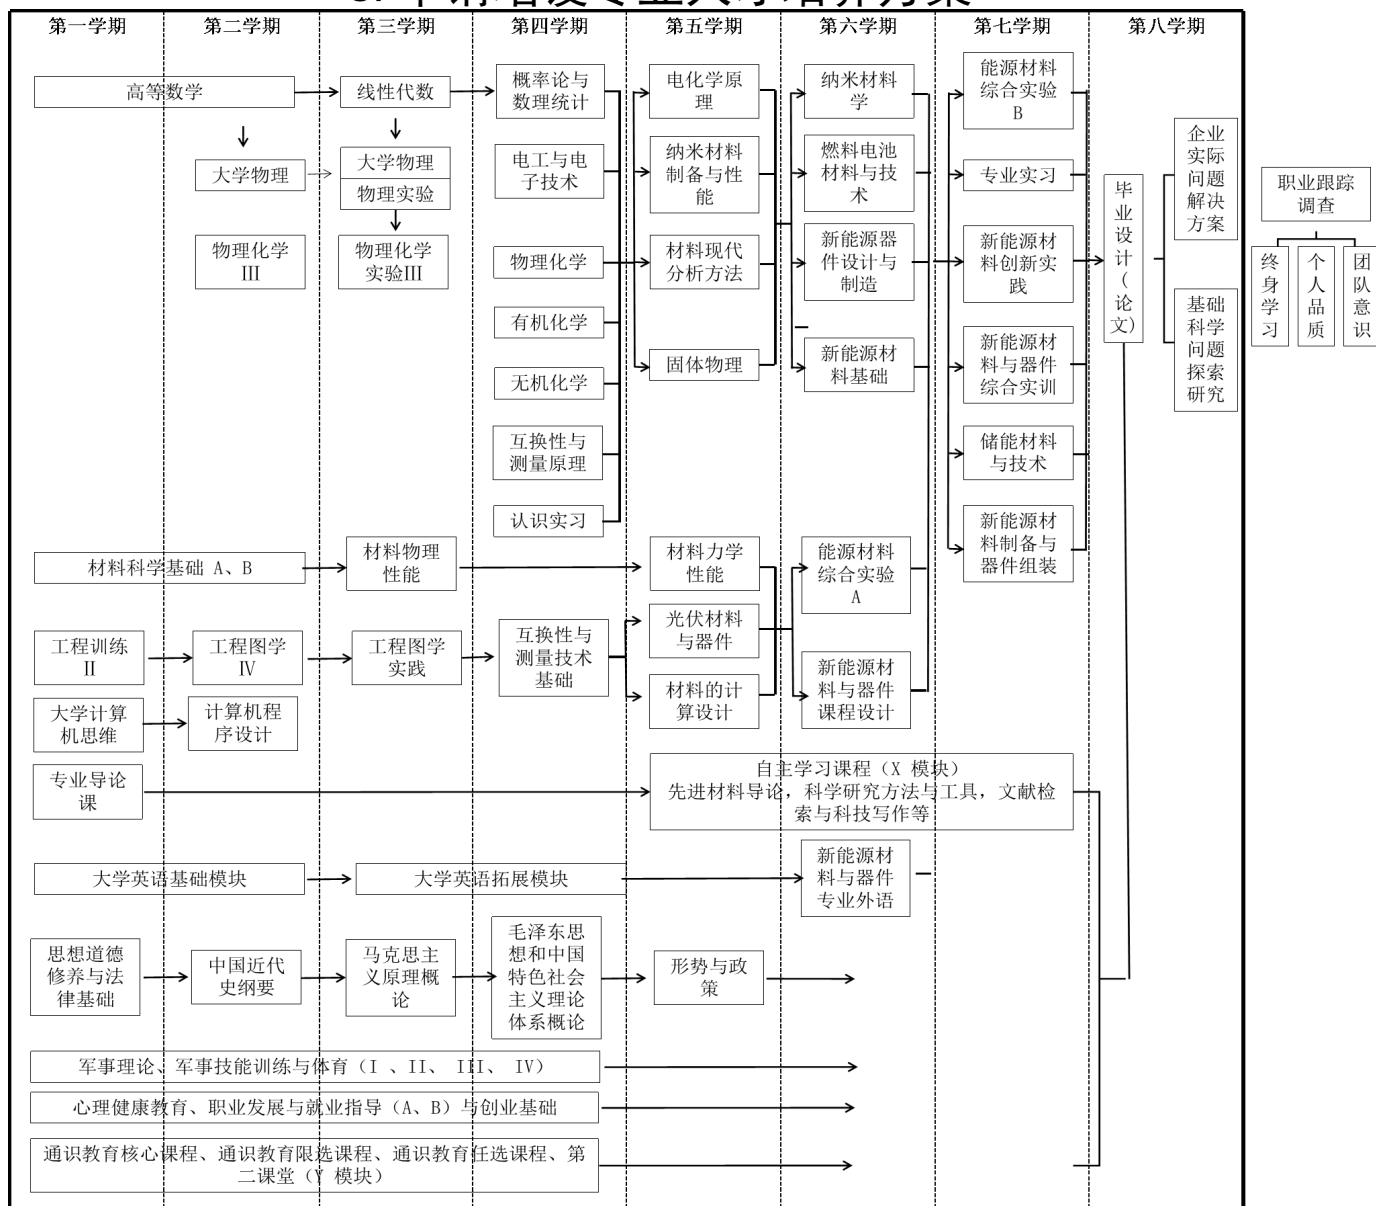 第一学期
第二学期
第三学期
第四学期
第五学期
第六学期
第七学期
第八学期
高等数学
线性代数
概率论与
数理统计
电化学原
理
纳米材料
学
能源材料
综合实验
B
大学物理
大学物理
物理实验
电工与电
子技术
纳米材料
制备与性
能
燃料电池
材料与技
术
专业实习
物理化学
III
物理化学
实验III
物理化学
材料现代
分析方法
新能源器
件设计与
制造
新能源材
料创新实
践
有机化学
无机化学
固体物理
新能源材
料基础
新能源材
料与器件
综合实训
互换性与
测量原理
储能材料
与技术
认识实习
新能源材
料制备与
器件组装
毕
业
设
计
(
论
文)
企业
实际
问题
解决
方案
基础
科学
问题
探索
研究
职业跟踪
调查
终
身
学
习
个
人
品
质
团
队
意
识
材料科学基础 A、B
材料物理
性能
材料力学
性能
能源材料
综合实验
A
工程训练
II
工程图学
IV
工程图学
实践
互换性与
测量技术
基础
光伏材料
与器件
材料的计
算设计
新能源材
料与器件
课程设计
大学计算
机思维
计算机程
序设计
专业导论
课
自主学习课程（X 模块）
先进材料导论，科学研究方法与工具，文献检
索与科技写作等
大学英语基础模块
大学英语拓展模块
新能源材
料与器件
专业外语
思想道德
修养与法
律基础
中国近代
史纲要
马克思主
义原理概
论
毛泽东思
想和中国
特色社会
主义理论
体系概论
形势与政
策
军事理论、军事技能训练与体育（I 、II、 III、 IV）
心理健康教育、职业发展与就业指导（A、B）与创业基础
通识教育核心课程、通识教育限选课程、通识教育任选课程、第
二课堂（Y 模块）